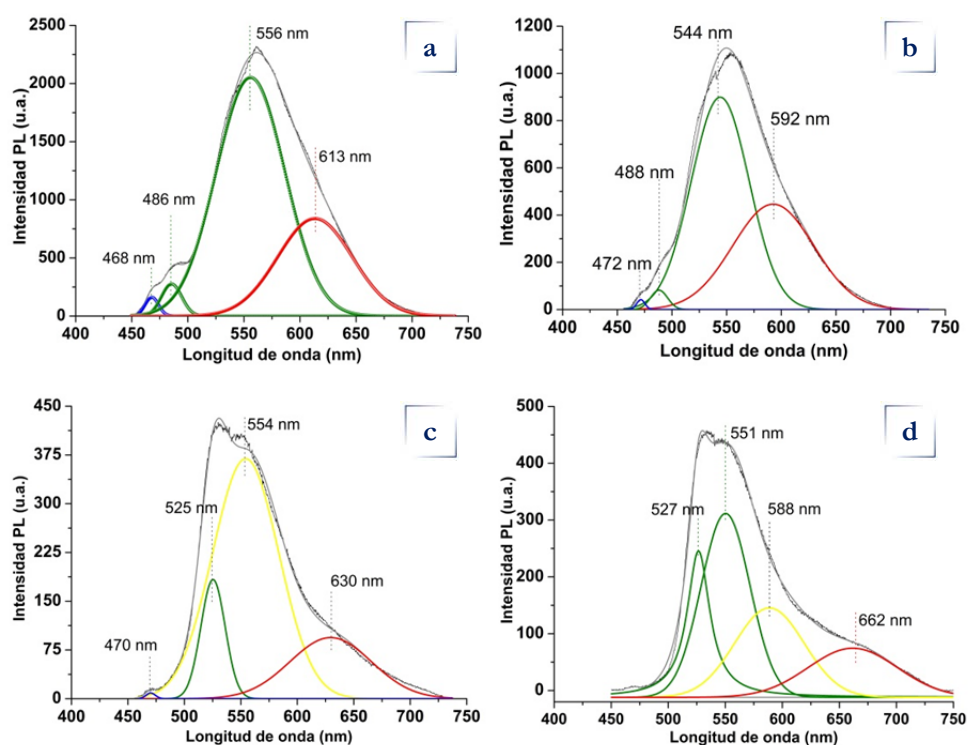 a
Intensidad PL (u.a.)
2500
2000
1500
1000
500
0
556 nm
613 nm
486 nm
468 nm
400 450 500 550 600 650 700 750
Longitud de onda (nm)
b
Intensidad PL (u.a.)
1200
1000
800
600
400
200
0
544 nm
592 nm
488 nm
472 nm
400 450 500 550 600 650 700 750
Longitud de onda (nm)
c
Intensidad PL (u.a.)
450
375
300
225
150
75
0
554 nm
525 nm
630 nm
470 nm
400 450 500 550 600 650 700 750
Longitud de onda (nm)
d
Intensidad PL (u.a.)
500
400
300
200
100
0
551 nm
527 nm
588 nm
662 nm
400 450 500 550 600 650 700 750
Longitud de onda (nm)